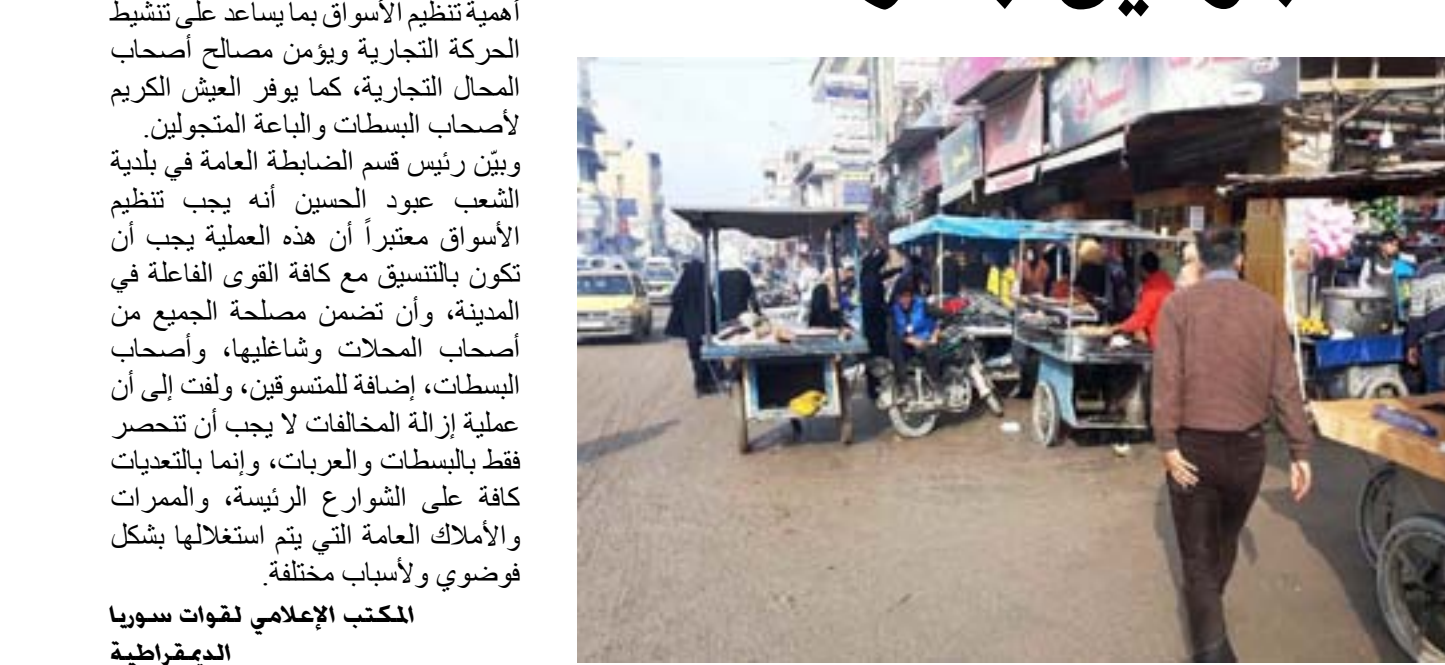 أهمية تنظيم الأسواق بما يساعد على تنشيط
الحركة التجارية ويؤمن مصالح أصحاب
المحال التجارية، كما يوفر العيش الكريم
لأصحاب البسطات والباعة المتجولين.
وبيّن رئيس قسم الضابطة العامة في بلدية
الشعب عبود الحسين أنه يجب تنظيم
الأسواق معتبراً أن هذه العملية يجب أن
تكون بالتنسيق مع كافة القوى الفاعلة في
المدينة، وأن تضمن مصلحة الجميع من
أصحاب المحلات وشاغليها، وأصحاب
البسطات، إضافة للمتسوقين، ولفت إلى أن
عملية إزالة المخالفات لا يجب أن تنحصر
فقط بالبسطات والعربات، وإنما بالتعديات
كافة على الشوارع الرئيسة، والممرات
والأملاك العامة التي يتم استغلالها بشكل
فوضوي ولأسباب مختلفة.
المكتب الإعلامي لقوات سوريا
الديمقراطية